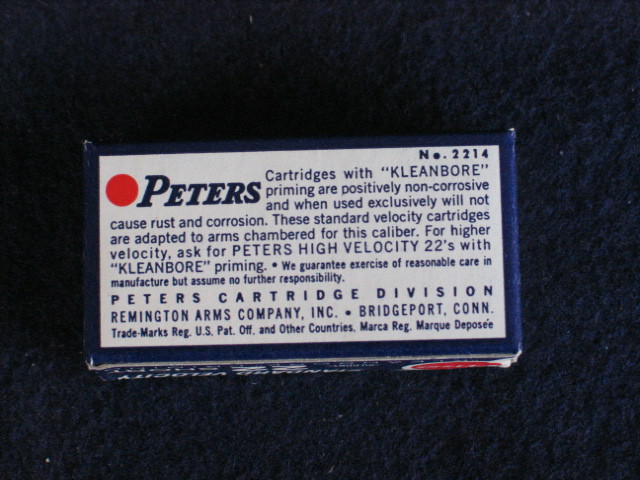 No. 2214
PETERS
Cartridges with "KLEANBORE"
priming are positively non-corrosive
and when used exclusively will not
cause rust and corrosion. These standard velocity cartridges
are adapted to arms chambered for this caliber. For higher
velocity, ask for PETERS HIGH VELOCITY 22's with
"KLEANBORE" priming. • We guarantee exercise of reasonable care in
manufacture but assume no further responsibility.
PETERS CARTRIDGE DIVISION
REMINGTON ARMS COMPANY, INC. • BRIDGEPORT, CONN.
Trade-Marks Reg. U.S. Pat. Off. and Other Countries. Marca Reg. Marque Deposée
STANDARD VELOCITY